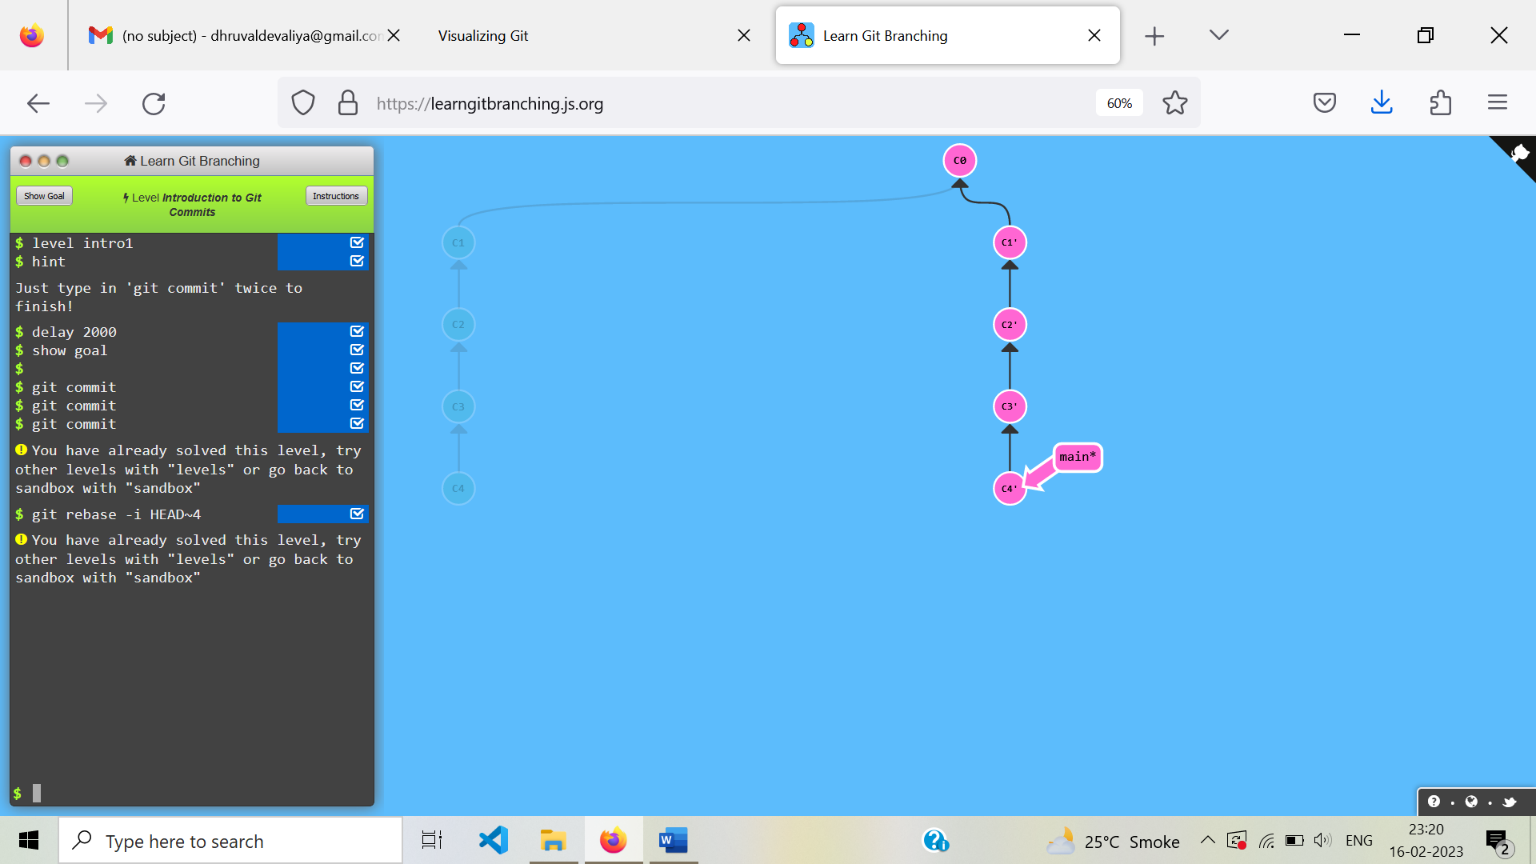 (no subject) - dhruvaldevaliya@gmail.com
Visualizing Git
Learn Git Branching
https://learngitbranching.js.org
60%
Learn Git Branching
Show Goal
Level Introduction to Git
Commits
Instructions
$ level intro1
$ hint
Just type in 'git commit' twice to
finish!
$ delay 2000
$ show goal
$
$ git commit
$ git commit
$ git commit
You have already solved this level, try
other levels with "levels" or go back to
sandbox with "sandbox"
$ git rebase -i HEAD~4
You have already solved this level, try
other levels with "levels" or go back to
sandbox with "sandbox"
$
C0
C1
C1'
C2
C2'
C3
C3'
main*
C4
C4'
Type here to search
W
25°C Smoke
ENG
23:20
16-02-2023
2